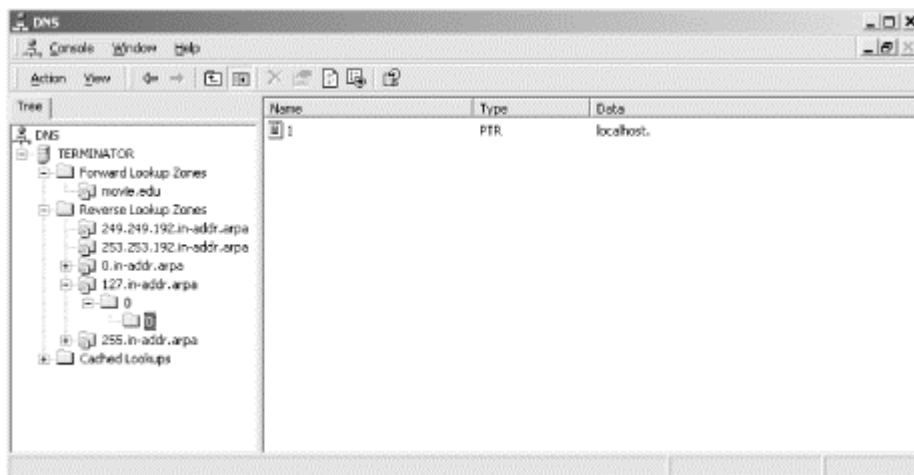 DNS
Console Window Help
Action View
Tree
Name Type Data
DNS
TERMINATOR
Forward Lookup Zones
movie.edu
Reverse Lookup Zones
249.249.192.in-addr.arpa
253.253.192.in-addr.arpa
0.in-addr.arpa
127.in-addr.arpa
0
0
255.in-addr.arpa
Cached Lookups
1 PTR localhost.